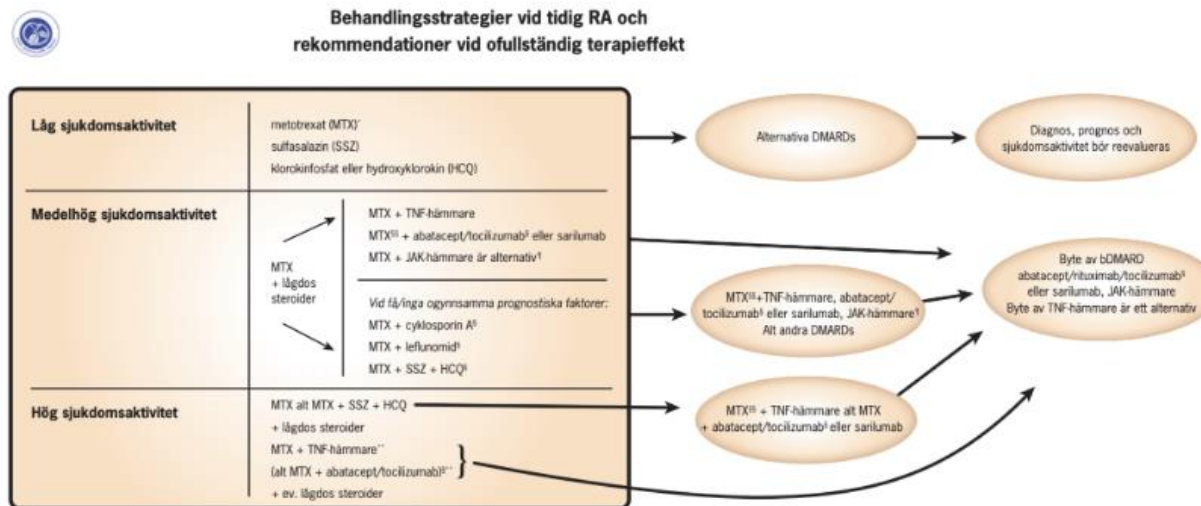 Behandlingsstrategier vid tidig RA och
rekommendationer vid ofullständig terapieffekt
Låg sjukdomsaktivitet
metotrexat (MTX)*
sulfasalazin (SSZ)
klorokinfosfat eller hydroxyklorokin (HCQ)
Alternativa DMARDs
Diagnos, prognos och
sjukdomsaktivitet bör reevalueras
Medelhög sjukdomsaktivitet
MTX
+ lågdos
steroider
MTX + TNF-hämmare
MTX§§ + abatacept/tocilizumab§ eller sarilumab
MTX + JAK-hämmare är alternativ¶
Vid få/inga ogynnsamma prognostiska faktorer:
MTX + cyklosporin A§
MTX + leflunomid§
MTX + SSZ + HCQ§
MTX§§+TNF-hämmare, abatacept/
tocilizumab§ eller sarilumab, JAK-hämmare¶
Alt andra DMARDs
Byte av bDMARD
abatacept/rituximab/tocilizumab§
eller sarilumab, JAK-hämmare
Byte av TNF-hämmare är ett alternativ
Hög sjukdomsaktivitet
MTX alt MTX + SSZ + HCQ
+ lågdos steroider
MTX + TNF-hämmare**
(alt MTX + abatacept/tocilizumab)§**
+ ev. lågdos steroider
MTX§§ + TNF-hämmare alt MTX
+ abatacept/tocilizumab§ eller sarilumab